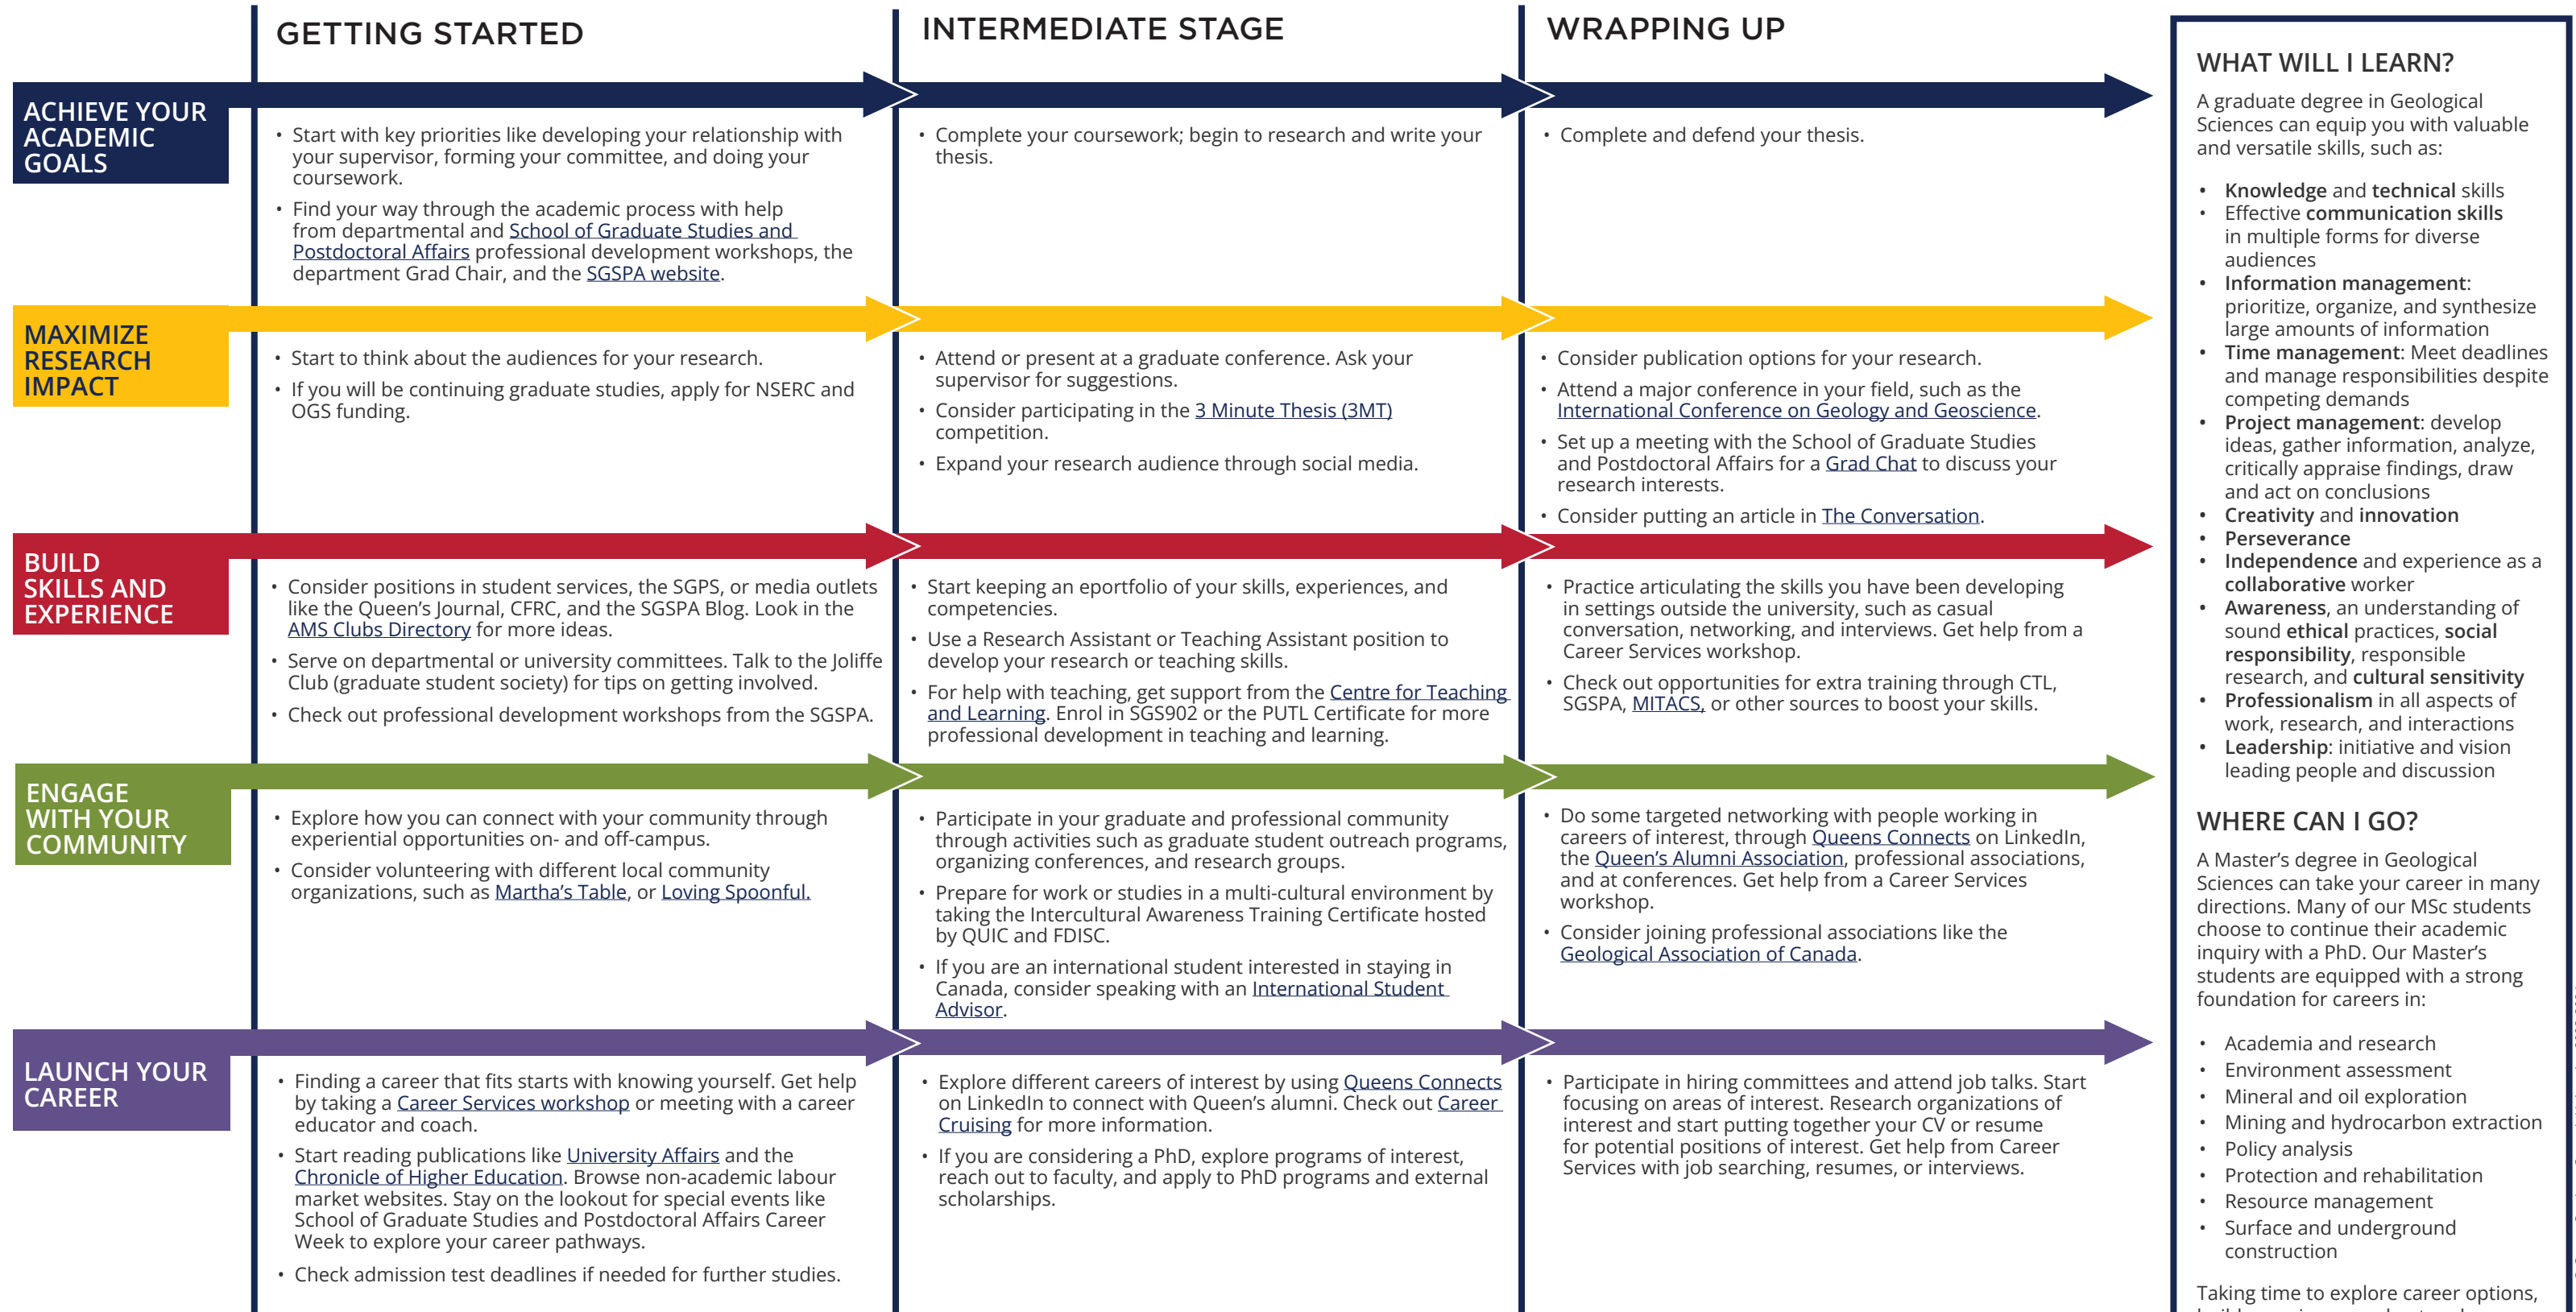 GETTING STARTED
INTERMEDIATE STAGE
WRAPPING UP
ACHIEVE YOUR
ACADEMIC
GOALS
• Start with key priorities like developing your relationship with
your supervisor, forming your committee, and doing your
coursework.
• Find your way through the academic process with help
from departmental and School of Graduate Studies and
Postdoctoral Affairs professional development workshops, the
department Grad Chair, and the SGSPA website.
• Complete your coursework; begin to research and write your
thesis.
• Complete and defend your thesis.
MAXIMIZE
RESEARCH
IMPACT
• Start to think about the audiences for your research.
• If you will be continuing graduate studies, apply for NSERC and
OGS funding.
• Attend or present at a graduate conference. Ask your
supervisor for suggestions.
• Consider participating in the 3 Minute Thesis (3MT)
competition.
• Expand your research audience through social media.
• Consider publication options for your research.
• Attend a major conference in your field, such as the
International Conference on Geology and Geoscience.
• Set up a meeting with the School of Graduate Studies
and Postdoctoral Affairs for a Grad Chat to discuss your
research interests.
• Consider putting an article in The Conversation.
BUILD
SKILLS AND
EXPERIENCE
• Consider positions in student services, the SGPS, or media outlets
like the Queen's Journal, CFRC, and the SGSPA Blog. Look in the
AMS Clubs Directory for more ideas.
• Serve on departmental or university committees. Talk to the Joliffe
Club (graduate student society) for tips on getting involved.
• Check out professional development workshops from the SGSPA.
• Start keeping an eportfolio of your skills, experiences, and
competencies.
• Use a Research Assistant or Teaching Assistant position to
develop your research or teaching skills.
• For help with teaching, get support from the Centre for Teaching
and Learning. Enrol in SGS902 or the PUTL Certificate for more
professional development in teaching and learning.
• Practice articulating the skills you have been developing
in settings outside the university, such as casual
conversation, networking, and interviews. Get help from a
Career Services workshop.
• Check out opportunities for extra training through CTL,
SGSPA, MITACS, or other sources to boost your skills.
ENGAGE
WITH YOUR
COMMUNITY
• Explore how you can connect with your community through
experiential opportunities on- and off-campus.
• Consider volunteering with different local community
organizations, such as Martha's Table, or Loving Spoonful.
• Participate in your graduate and professional community
through activities such as graduate student outreach programs,
organizing conferences, and research groups.
• Prepare for work or studies in a multi-cultural environment by
taking the Intercultural Awareness Training Certificate hosted
by QUIC and FDISC.
• If you are an international student interested in staying in
Canada, consider speaking with an International Student
Advisor.
• Do some targeted networking with people working in
careers of interest, through Queens Connects on LinkedIn,
the Queen's Alumni Association, professional associations,
and at conferences. Get help from a Career Services
workshop.
• Consider joining professional associations like the
Geological Association of Canada.
LAUNCH YOUR
CAREER
• Finding a career that fits starts with knowing yourself. Get help
by taking a Career Services workshop or meeting with a career
educator and coach.
• Start reading publications like University Affairs and the
Chronicle of Higher Education. Browse non-academic labour
market websites. Stay on the lookout for special events like
School of Graduate Studies and Postdoctoral Affairs Career
Week to explore your career pathways.
• Check admission test deadlines if needed for further studies.
• Explore different careers of interest by using Queens Connects
on LinkedIn to connect with Queen's alumni. Check out Career
Cruising for more information.
• If you are considering a PhD, explore programs of interest,
reach out to faculty, and apply to PhD programs and external
scholarships.
• Participate in hiring committees and attend job talks. Start
focusing on areas of interest. Research organizations of
interest and start putting together your CV or resume
for potential positions of interest. Get help from Career
Services with job searching, resumes, or interviews.
WHAT WILL I LEARN?
A graduate degree in Geological
Sciences can equip you with valuable
and versatile skills, such as:
• Knowledge and technical skills
• Effective communication skills
in multiple forms for diverse
audiences
• Information management:
prioritize, organize, and synthesize
large amounts of information
• Time management: Meet deadlines
and manage responsibilities despite
competing demands
• Project management: develop
ideas, gather information, analyze,
critically appraise findings, draw
and act on conclusions
• Creativity and innovation
• Perseverance
• Independence and experience as a
collaborative worker
• Awareness, an understanding of
sound ethical practices, social
responsibility, responsible
research, and cultural sensitivity
• Professionalism in all aspects of
work, research, and interactions
• Leadership: initiative and vision
leading people and discussion
WHERE CAN I GO?
A Master's degree in Geological
Sciences can take your career in many
directions. Many of our MSc students
choose to continue their academic
inquiry with a PhD. Our Master's
students are equipped with a strong
foundation for careers in:
• Academia and research
• Environment assessment
• Mineral and oil exploration
• Mining and hydrocarbon extraction
• Policy analysis
• Protection and rehabilitation
• Resource management
• Surface and underground
construction
Taking time to explore career options,